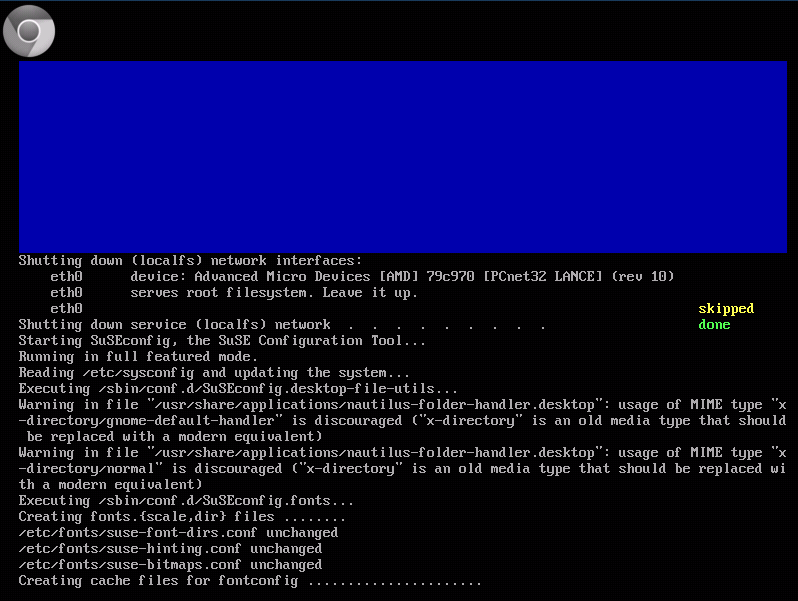 Shutting down (localfs) network interfaces:
eth0 device: Advanced Micro Devices [AMD] 79c970 [PCnet32 LANCE] (rev 10)
eth0 serves root filesystem. Leave it up.
eth0 skipped
Shutting down service (localfs) network . . . . . . . . . done
Starting SuSEconfig, the SuSE Configuration Tool...
Running in full featured mode.
Reading /etc/sysconfig and updating the system...
Executing /sbin/conf.d/SuSEconfig.desktop-file-utils...
Warning in file "/usr/share/applications/nautilus-folder-handler.desktop": usage of MIME type "x
-directory/gnome-default-handler" is discouraged ("x-directory" is an old media type that should
be replaced with a modern equivalent)
Warning in file "/usr/share/applications/nautilus-folder-handler.desktop": usage of MIME type "x
-directory/normal" is discouraged ("x-directory" is an old media type that should be replaced wi
th a modern equivalent)
Executing /sbin/conf.d/SuSEconfig.fonts...
Creating fonts.{scale,dir} files ........
/etc/fonts/suse-font-dirs.conf unchanged
/etc/fonts/suse-hinting.conf unchanged
/etc/fonts/suse-bitmaps.conf unchanged
Creating cache files for fontconfig ......................